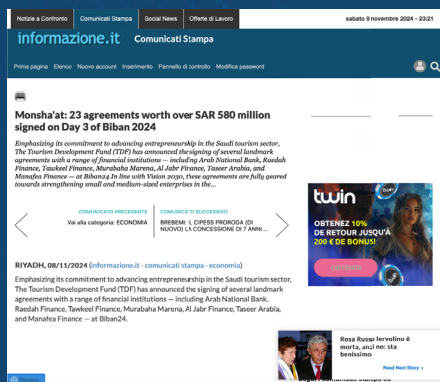 Notizie a Confronto
Comunicati Stampa
Social News
Offerte di Lavoro
sabato 9 novembre 2024 - 23:21
informazione.it
Comunicati Stampa
Prima pagina Elenco Nuovo account Inserimento Pannello di controllo Modifica password
Monsha'at: 23 agreements worth over SAR 580 million
signed on Day 3 of Biban 2024
Emphasizing its commitment to advancing entrepreneurship in the Saudi tourism sector,
The Tourism Development Fund (TDF) has announced the signing of several landmark
agreements with a range of financial institutions — including Arab National Bank, Raedah
Finance, Tawkeel Finance, Murabaha Marena, Al Jabr Finance, Taseer Arabia, and
Manafea Finance — at Biban24.In line with Vision 2030, these agreements are fully geared
towards strengthening small and medium-sized enterprises in the...
COMUNICATO PRECEDENTE
Vai alla categoria: ECONOMIA
COMUNICATO SUCCESSIVO
BREBEMI: IL CIPESS PROROGA (DI
NUOVO) LA CONCESSIONE DI 7 ANNI....
twin
OBTENEZ 10%
DE RETOUR JUSQU'À
200 € DE BONUS!
RIYADH, 08/11/2024 (informazione.it - comunicati stampa - economia)
Emphasizing its commitment to advancing entrepreneurship in the Saudi tourism sector,
The Tourism Development Fund (TDF) has announced the signing of several landmark
agreements with a range of financial institutions — including Arab National Bank,
Raedah Finance, Tawkeel Finance, Murabaha Marena, Al Jabr Finance, Taseer Arabia,
and Manafea Finance — at Biban24.
Rosa Russo Iervolino è
morta, anzi no: sta
benissimo
Read Next Story >
Privacy